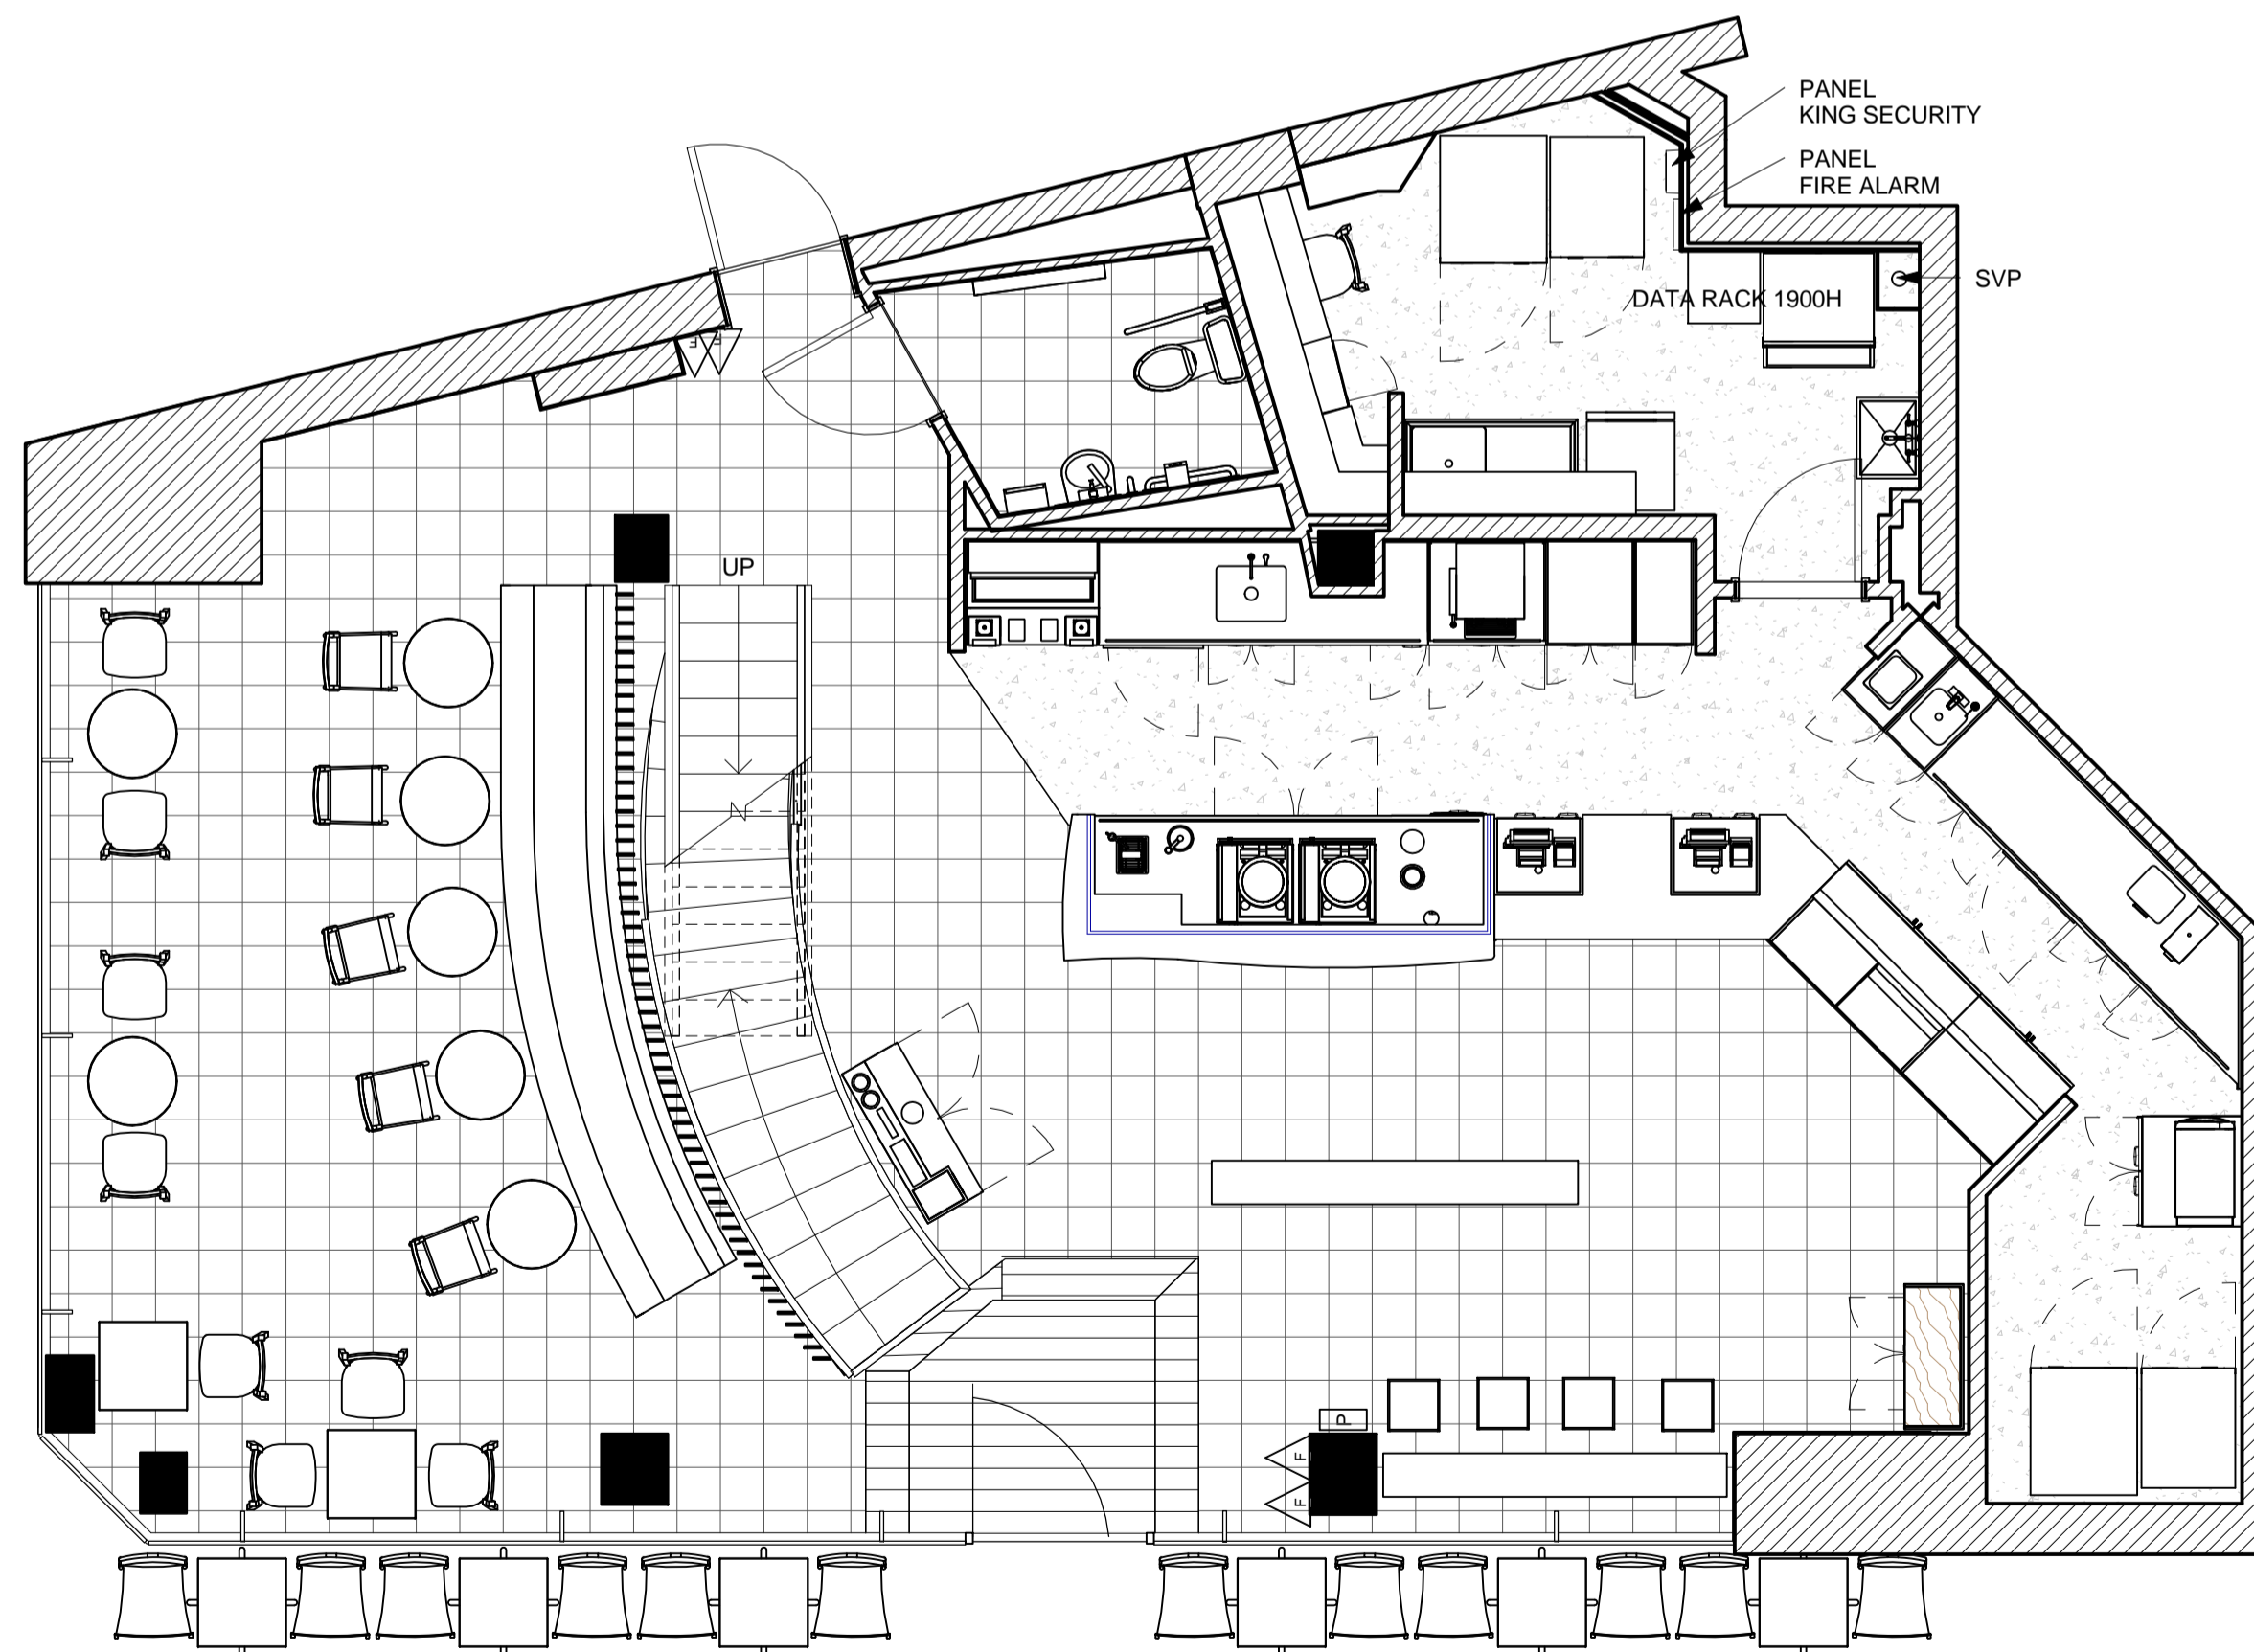 PANEL
KING SECURITY
PANEL
FIRE ALARM
SVP
DATA RACK 1900H
F
F
UP
P
F
F